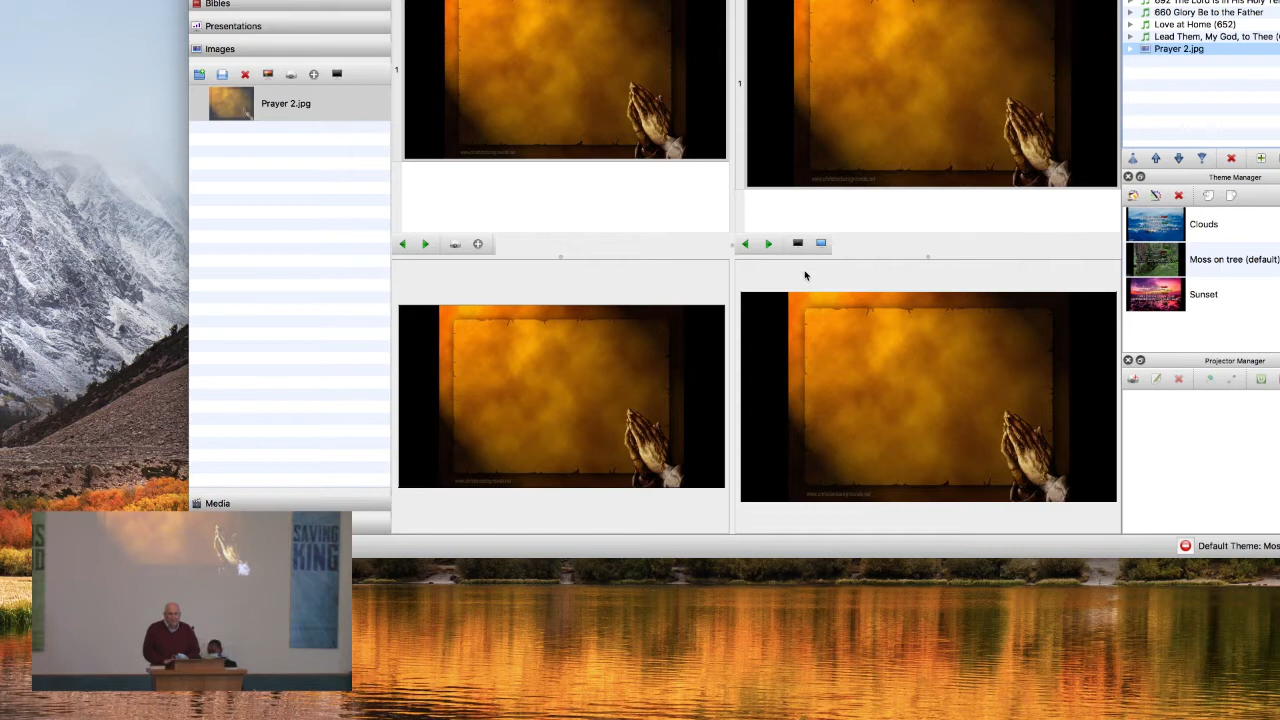 Bibles
Presentations
Images
Prayer 2.jpg
Media
1
1
692 The Lord Is in His Holy Te
660 Glory Be to the Father
Love at Home (652)
Lead Them, My God, to Thee (
Prayer 2.jpg
Theme Manager
Clouds
Moss on tree (default)
Sunset
Projector Manager
Default Theme: Mos
SAVING
KING
S
D